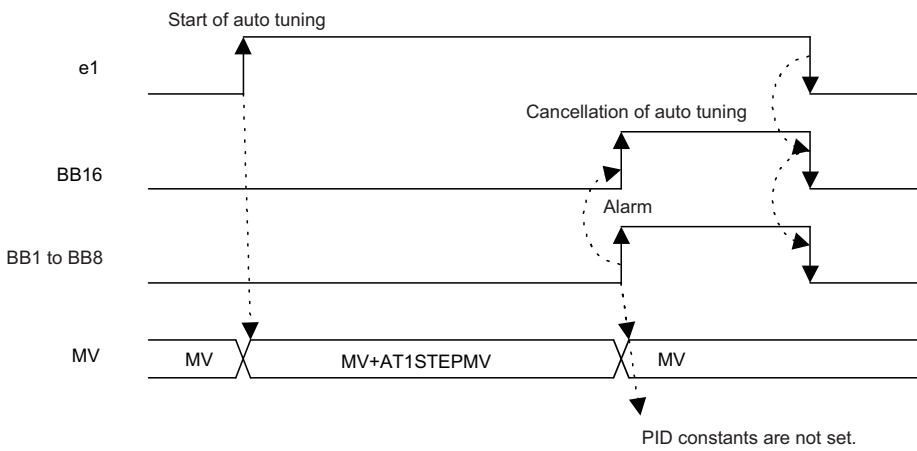 Start of auto tuning
e1
Cancellation of auto tuning
BB16
Alarm
BB1 to BB8
MV
MV
MV+AT1STEPMV
MV
PID constants are not set.